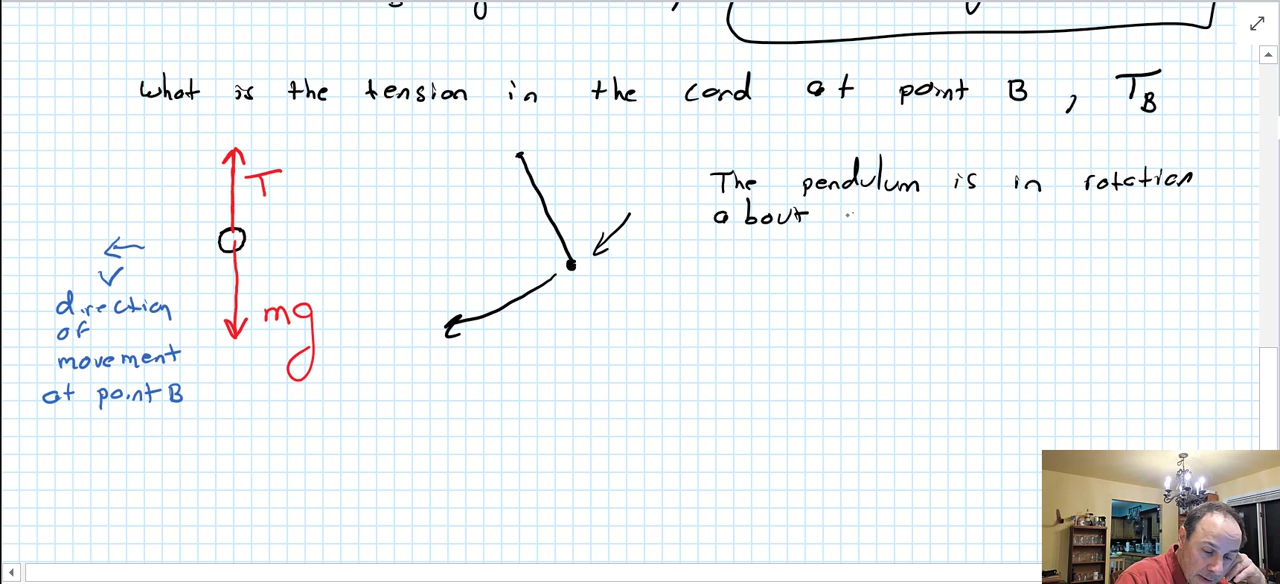 What is the tension in the cord at point B, T_B
T
The pendulum is in rotation
about
mg
direction
of
movement
at point B